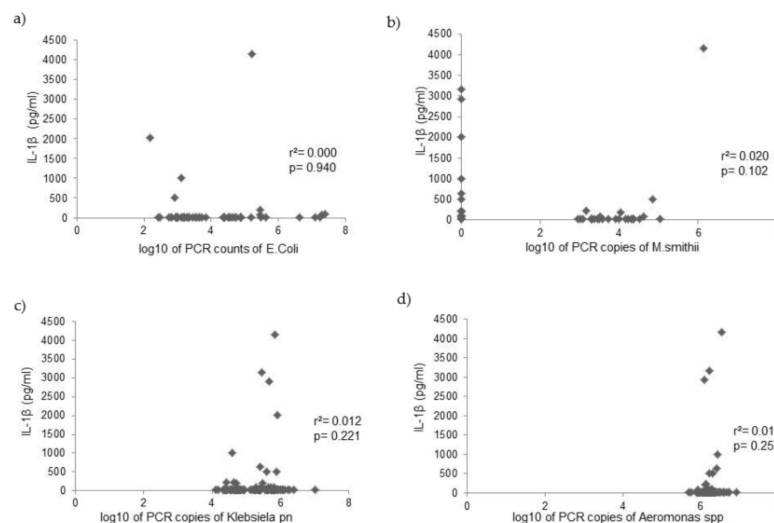 a)
4500
4000
3500
3000
2500
2000
1500
1000
500
0
IL-1β (pg/ml)
r²= 0.000
p= 0.940
0 2 4 6 8
log10 of PCR counts of E.Coli
b)
4500
4000
3500
3000
2500
2000
1500
1000
500
0
IL-1β (pg/ml)
r²= 0.020
p= 0.102
0 2 4 6
log10 of PCR copies of M.smithii
c)
4500
4000
3500
3000
2500
2000
1500
1000
500
0
IL-1β (pg/ml)
r²= 0.012
p= 0.221
0 2 4 6 8
log10 of PCR copies of Klebsiela pn
d)
4500
4000
3500
3000
2500
2000
1500
1000
500
0
IL-1β (pg/ml)
r²= 0.01
p= 0.25
0 2 4 6
log10 of PCR copies of Aeromonas spp